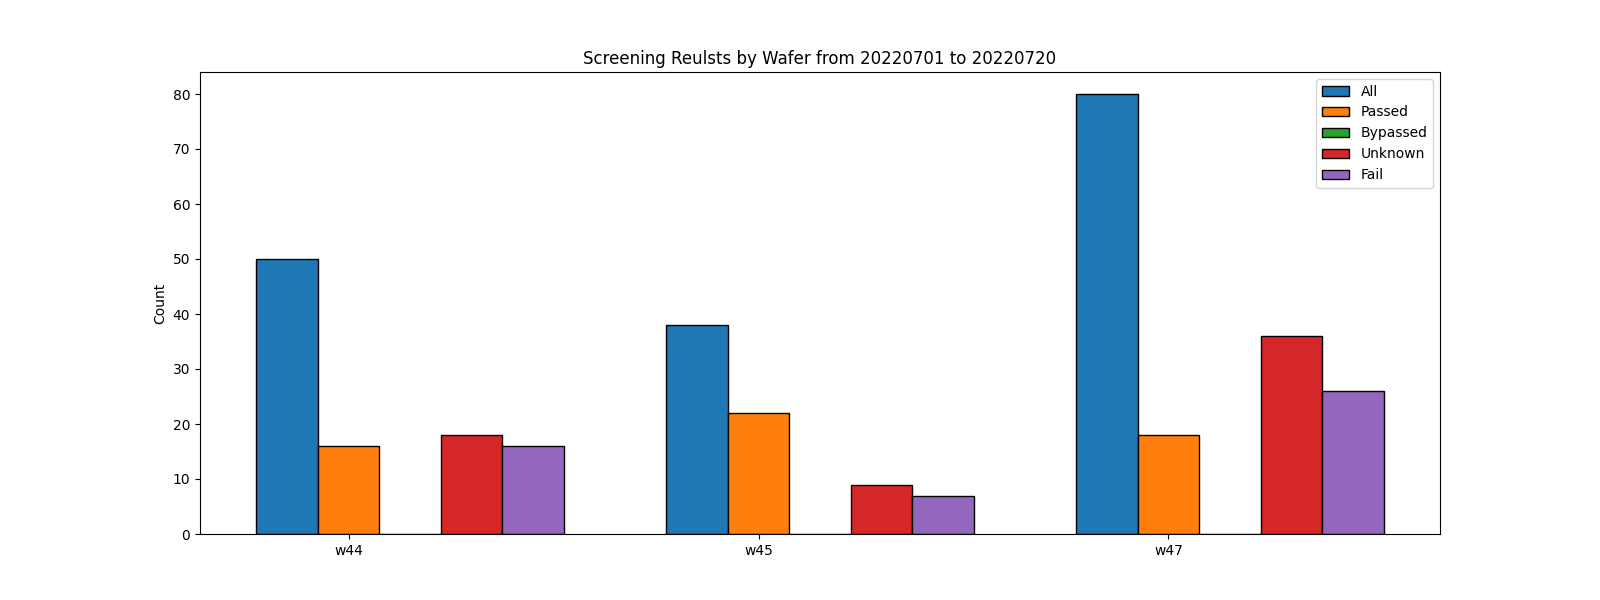 Screening Reulsts by Wafer from 20220701 to 20220720
All
Passed
Bypassed
Unknown
Fail
80
70
60
50
40
30
20
10
0
Count
w44
w45
w47